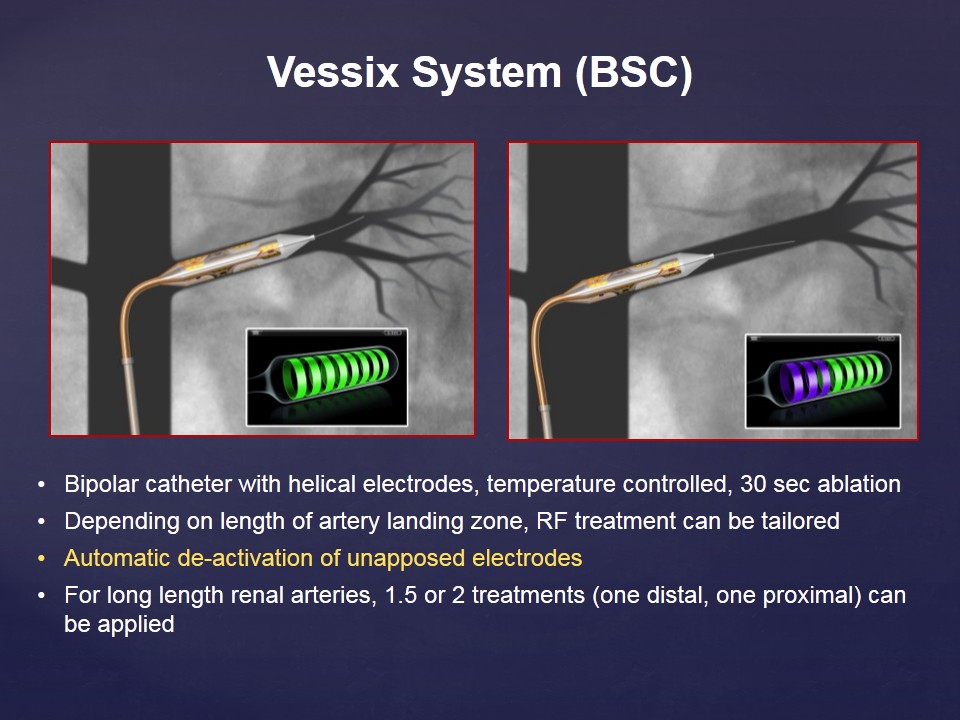 Vessix System (BSC)
• Bipolar catheter with helical electrodes, temperature controlled, 30 sec ablation
• Depending on length of artery landing zone, RF treatment can be tailored
• Automatic de-activation of unapposed electrodes
• For long length renal arteries, 1.5 or 2 treatments (one distal, one proximal) can
be applied